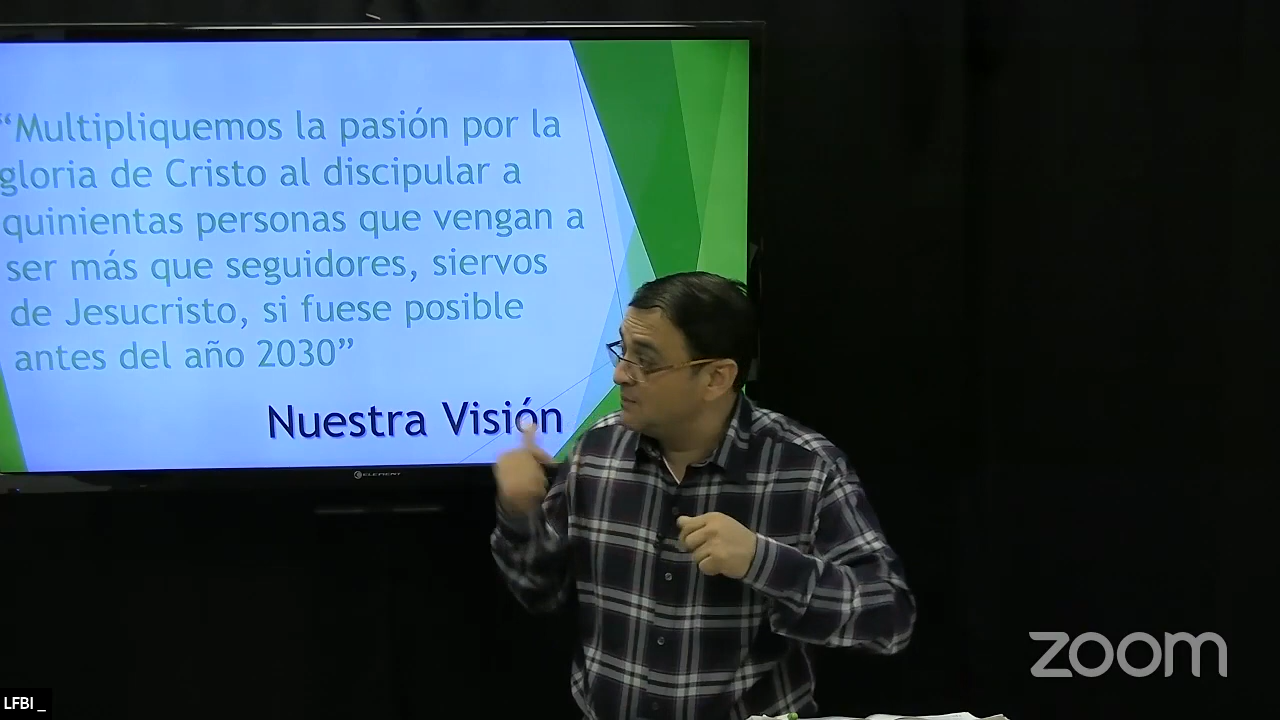 “Multipliquemos la pasión por la
gloria de Cristo al discipular a
quinientas personas que vengan a
ser más que seguidores, siervos
de Jesucristo, si fuese posible
antes del año 2030”
Nuestra Visión
ELEMENT
zoom
LFBI _